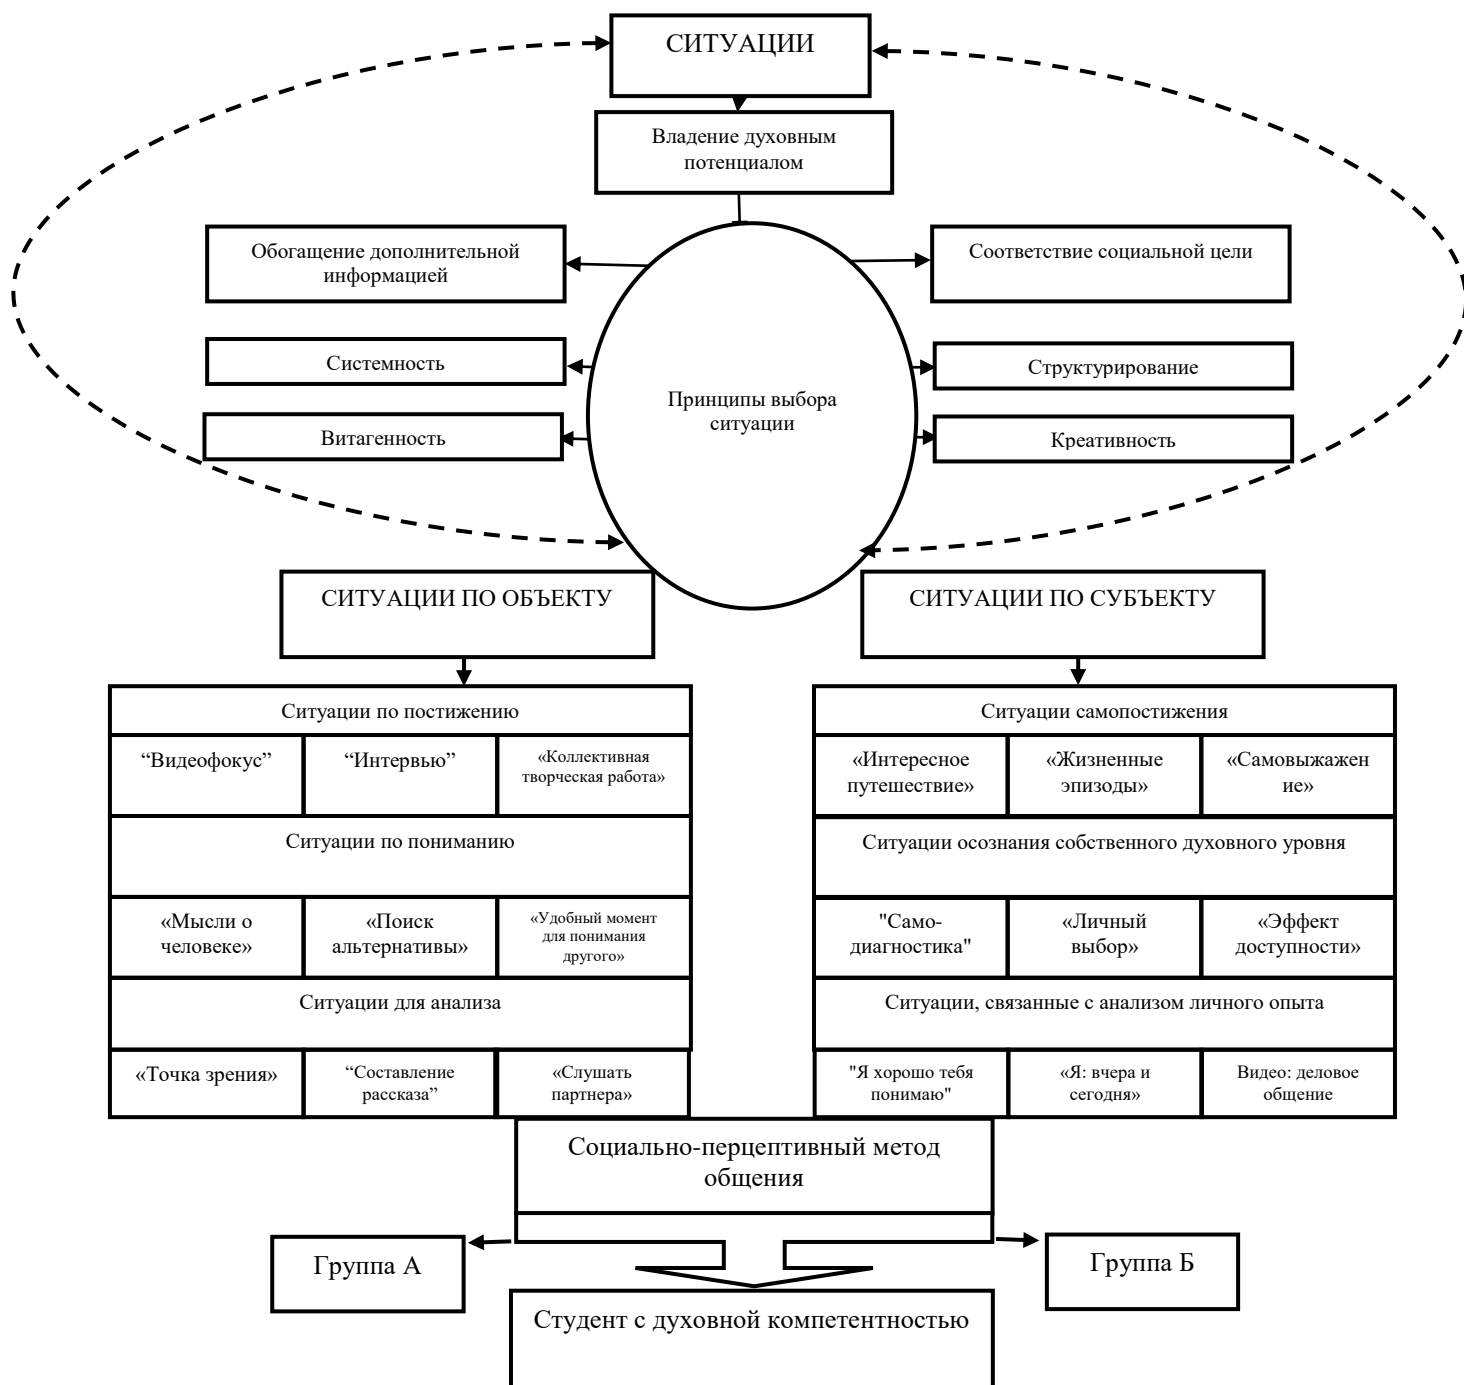 СИТУАЦИИ
Владение духовным
потенциалом
Обогащение дополнительной
информацией
Соответствие социальной цели
Системность
Структурирование
Принципы выбора
ситуации
Витагенность
Креативность
СИТУАЦИИ ПО ОБЪЕКТУ
СИТУАЦИИ ПО СУБЪЕКТУ
Ситуации по постижению
“Видеофокус”
“Интервью”
«Коллективная
творческая работа»
Ситуации по пониманию
«Мысли о
человеке»
«Поиск
альтернативы»
«Удобный момент
для понимания
другого»
Ситуации для анализа
«Точка зрения»
“Составление
рассказа”
«Слушать
партнера»
Ситуации самопостижения
«Интересное
путешествие»
«Жизненные
эпизоды»
«Самовыжажен
ие»
Ситуации осознания собственного духовного уровня
"Само-
диагностика"
«Личный
выбор»
«Эффект
доступности»
Ситуации, связанные с анализом личного опыта
"Я хорошо тебя
понимаю"
«Я: вчера и
сегодня»
Видео: деловое
общение
Социально-перцептивный метод
общения
Группа А
Группа Б
Студент с духовной компетентностью